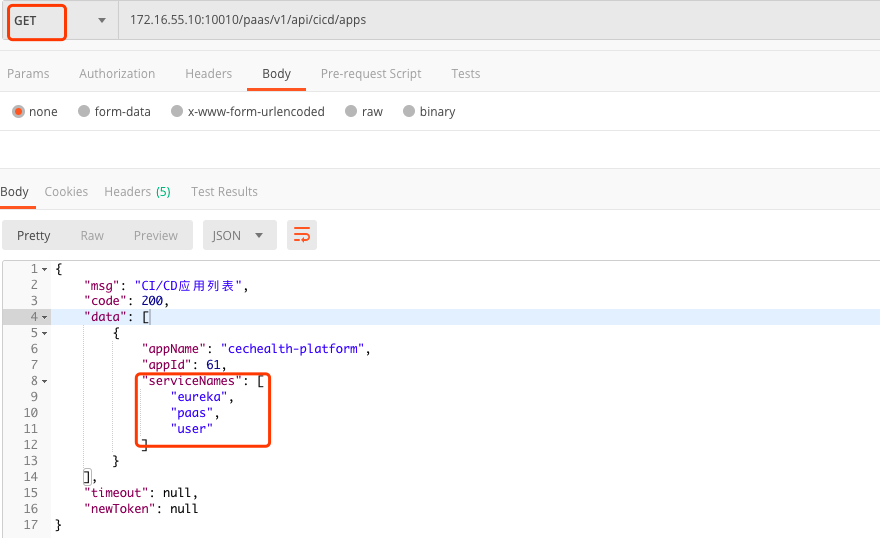 GET 172.16.55.10:10010/paas/v1/api/cicd/apps
Params Authorization Headers Body Pre-request Script Tests
none form-data x-www-form-urlencoded raw binary
Body Cookies Headers (5) Test Results
Pretty Raw Preview JSON
1 {
2 "msg": "CI/CD应用列表",
3 "code": 200,
4 "data": [
5 {
6 "appName": "cechealth-platform",
7 "appId": 61,
8 "serviceNames": [
9 "eureka",
10 "paas",
11 "user"
12 ]
13 }
14 ],
15 "timeout": null,
16 "newToken": null
17 }